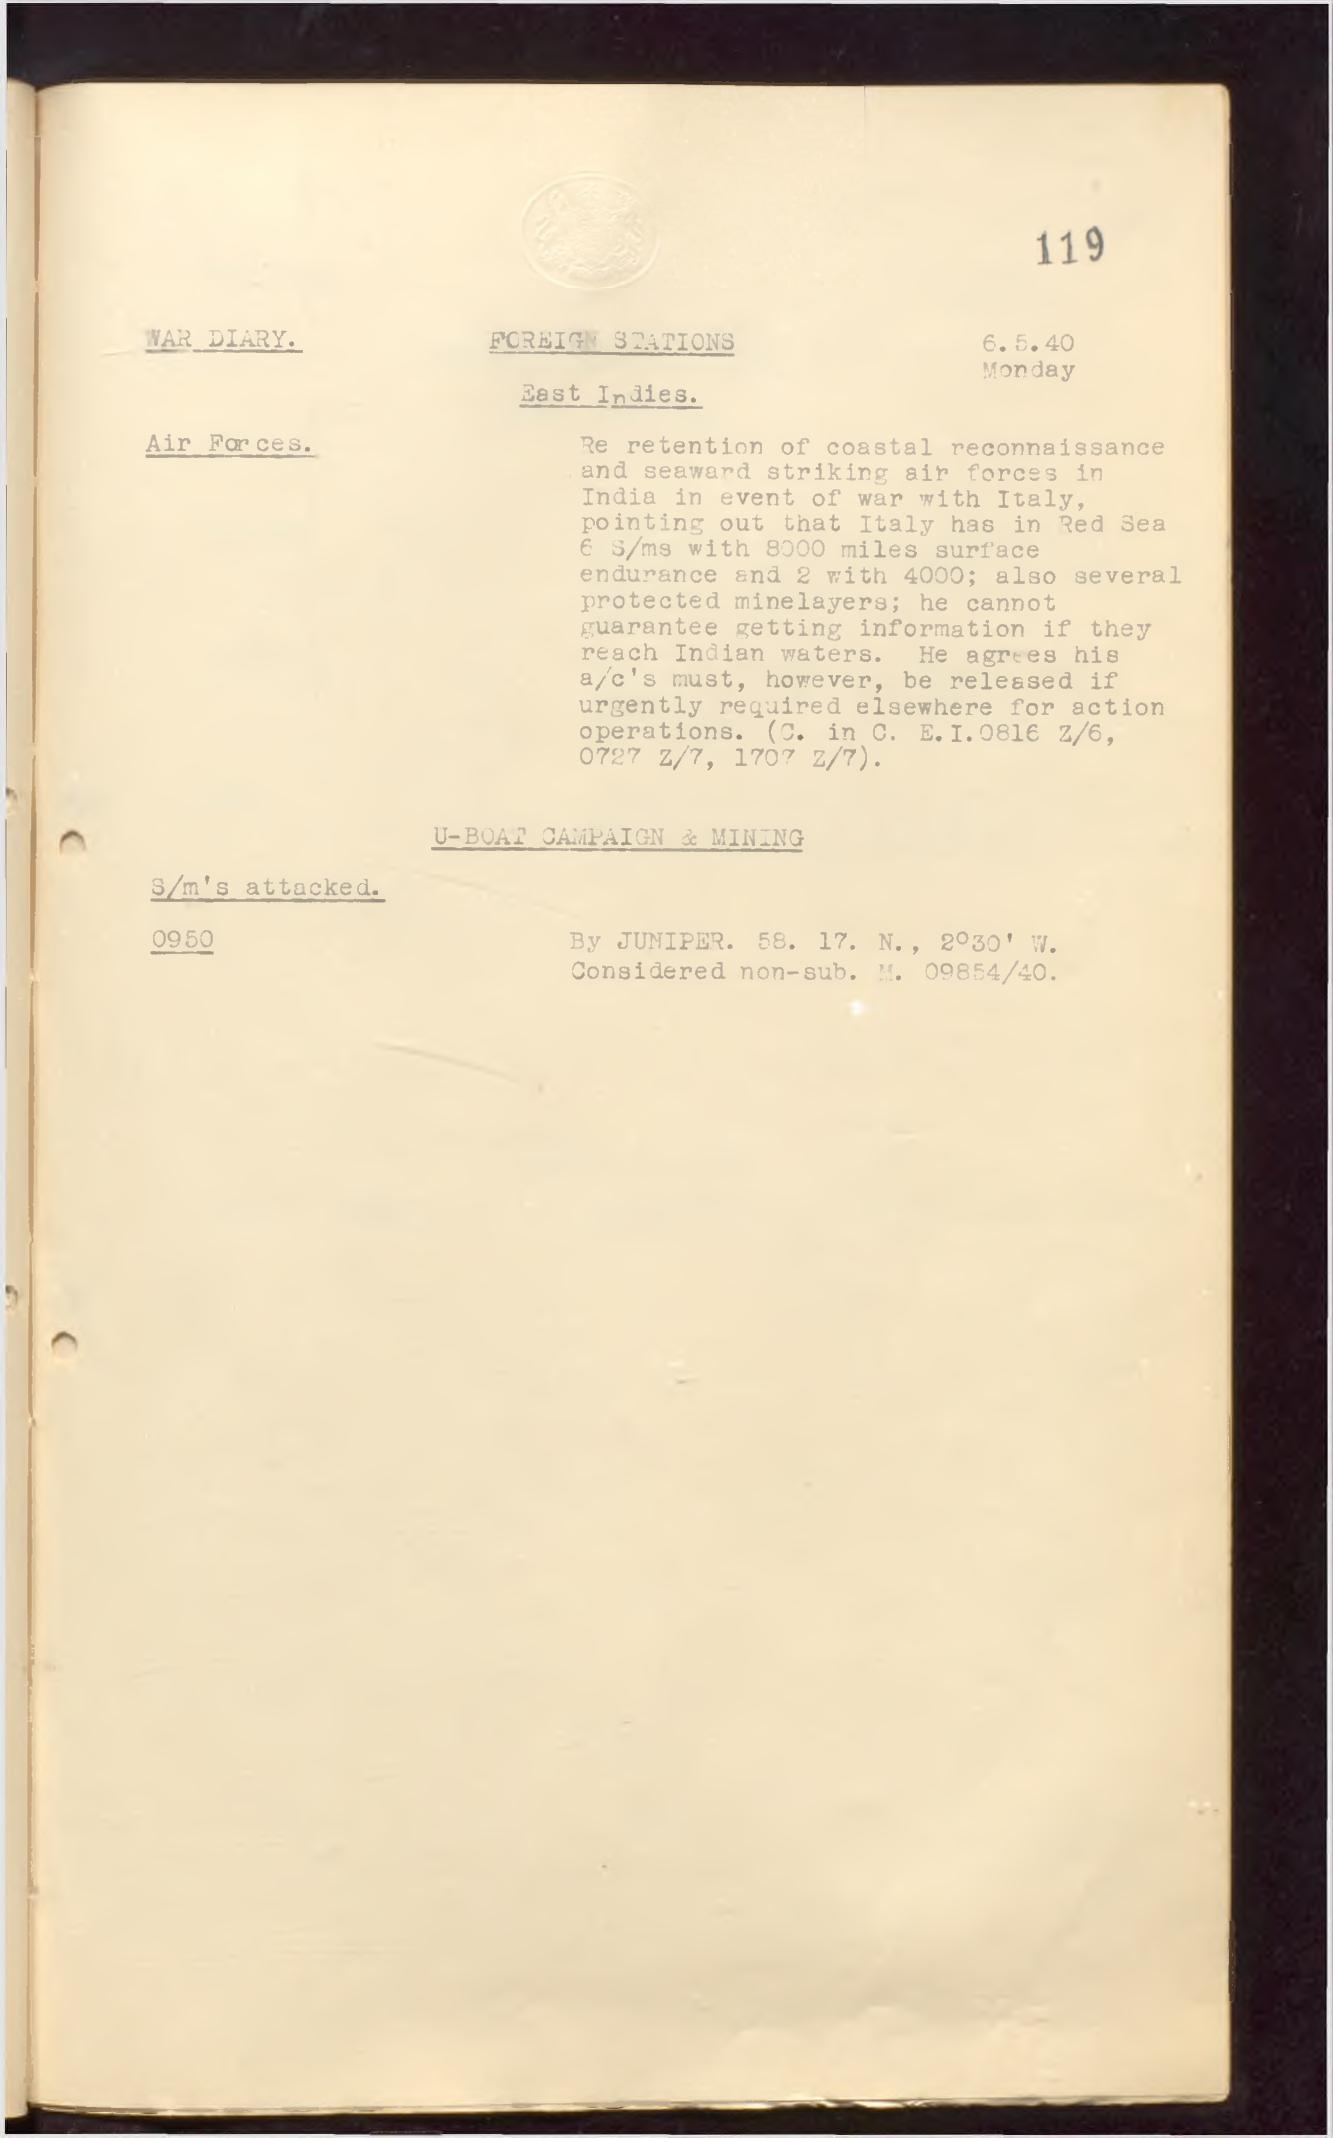 119
WAR DIARY.
FOREIGN STATIONS
6.5.40
Monday
East Indies.
Air Forces.
Re retention of coastal reconnaissance
and seaward striking air forces in
India in event of war with Italy,
pointing out that Italy has in Red Sea
6 S/ms with 8000 miles surface
endurance and 2 with 4000; also several
protected minelayers; he cannot
guarantee getting information if they
reach Indian waters. He agrees his
a/c's must, however, be released if
urgently required elsewhere for action
operations. (C. in C. E.I.0816 Z/6,
0727 Z/7, 1707 Z/7).
U-BOAT CAMPAIGN & MINING
S/m's attacked.
0950
By JUNIPER. 58. 17. N., 2º30' W.
Considered non-sub. M. 09854/40.